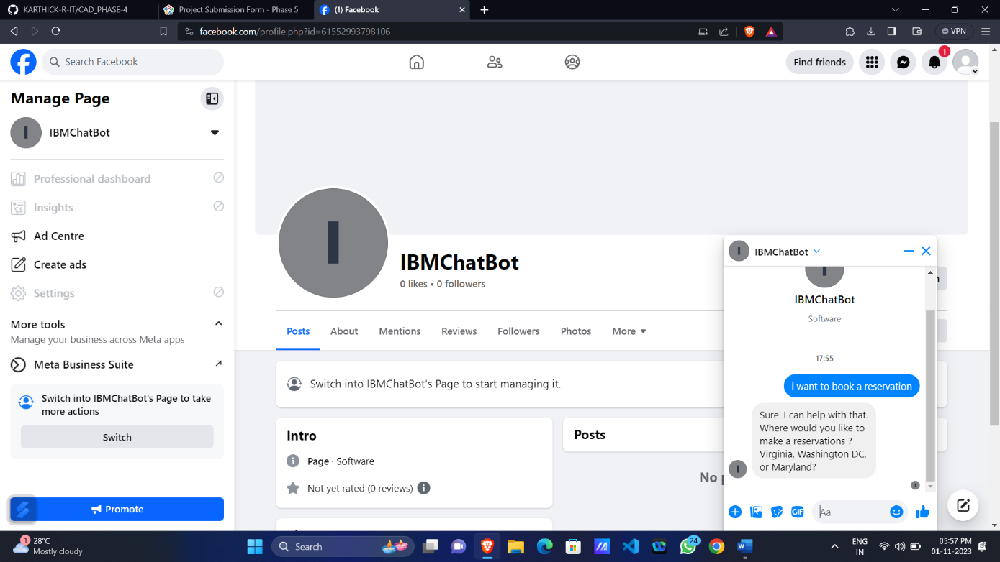 KARTHICK-R-IT/CAD_PHASE-4
Project Submission Form - Phase 5
(1) Facebook
facebook.com/profile.php?id=61552993798106
VPN
Search Facebook
Find friends
1
Manage Page
I
IBMChatBot
Professional dashboard
Insights
Ad Centre
Create ads
Settings
More tools
Manage your business across Meta apps
Meta Business Suite
Switch into IBMChatBot's Page to take
more actions
Switch
Promote
I
IBMChatBot
0 likes • 0 followers
Posts
About
Mentions
Reviews
Followers
Photos
More
Switch into IBMChatBot's Page to start managing it.
Intro
Page · Software
Not yet rated (0 reviews)
Posts
No
I
IBMChatBot
IBMChatBot
Software
17:55
i want to book a reservation
Sure. I can help with that.
Where would you like to
make a reservations ?
Virginia, Washington DC,
or Maryland?
I
GIF
Aa
1
28°C
Mostly cloudy
Search
24
ENG
IN
05:57 PM
01-11-2023